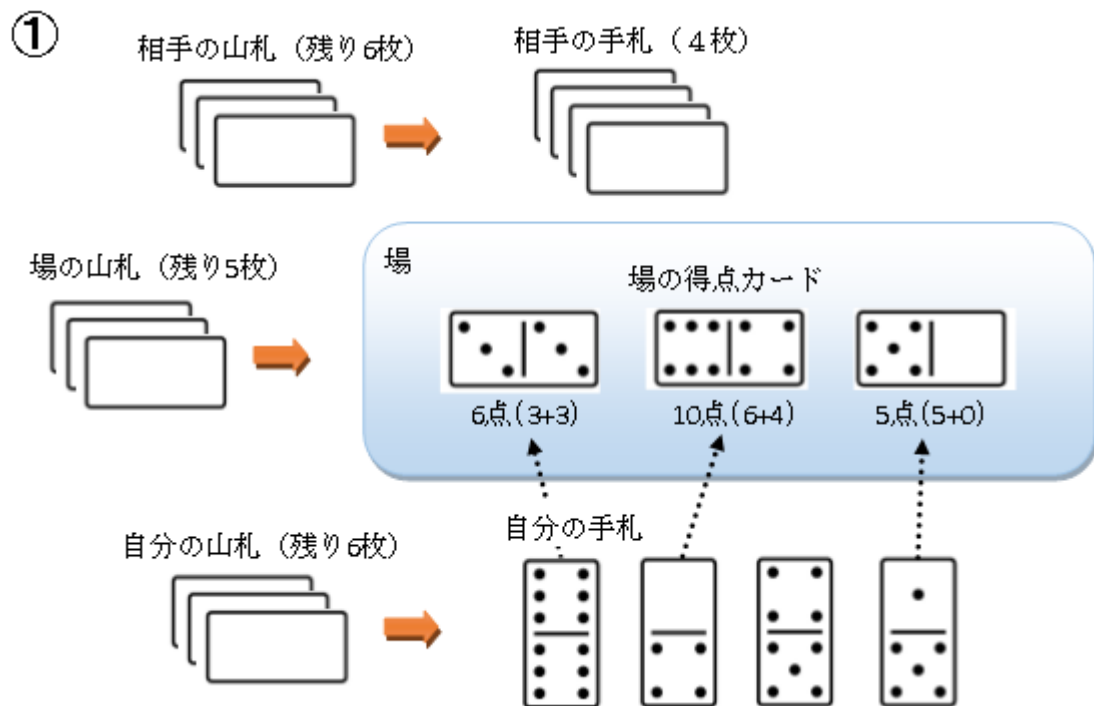 ①
相手の山札（残り6枚）
相手の手札（４枚）
場の山札（残り5枚）
場
場の得点カード
6点(3+3)
10点(6+4)
5点(5+0)
自分の山札（残り6枚）
自分の手札